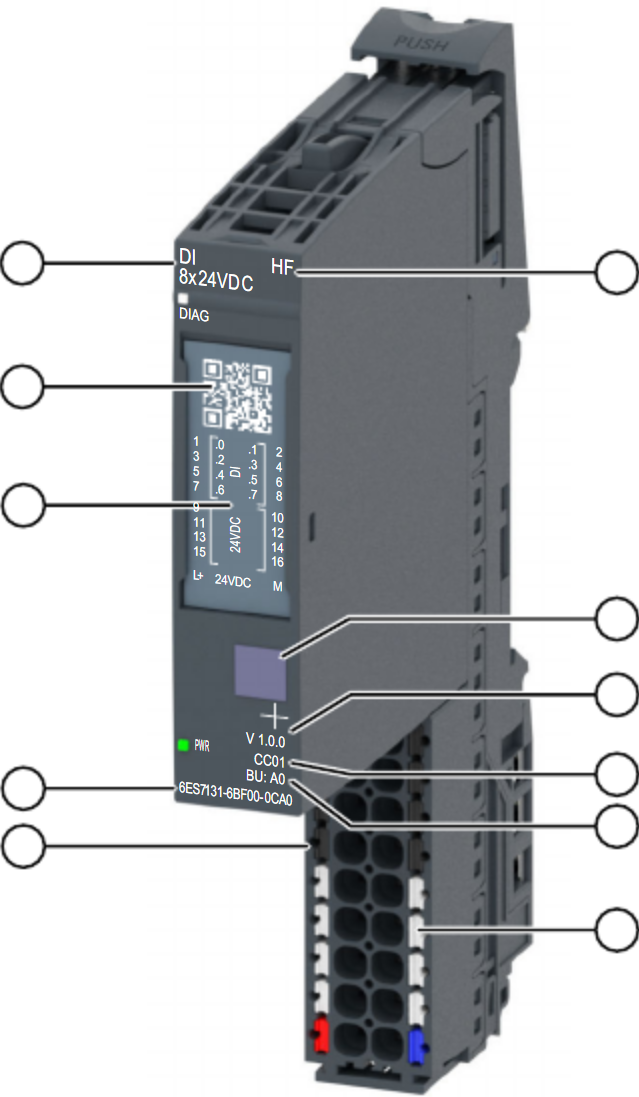 PUSH
DI
8x24VDC HF
DIAG
1 .0 .1 2
3 .2 .3 4
5 .4 .5 6
7 .6 .7 8
DI
9 10
11 12
13 14
15 16
24VDC
L+ 24VDC M
V 1.0.0
PWR
CC01
BU: A0
6ES7131-6BF00-0CA0